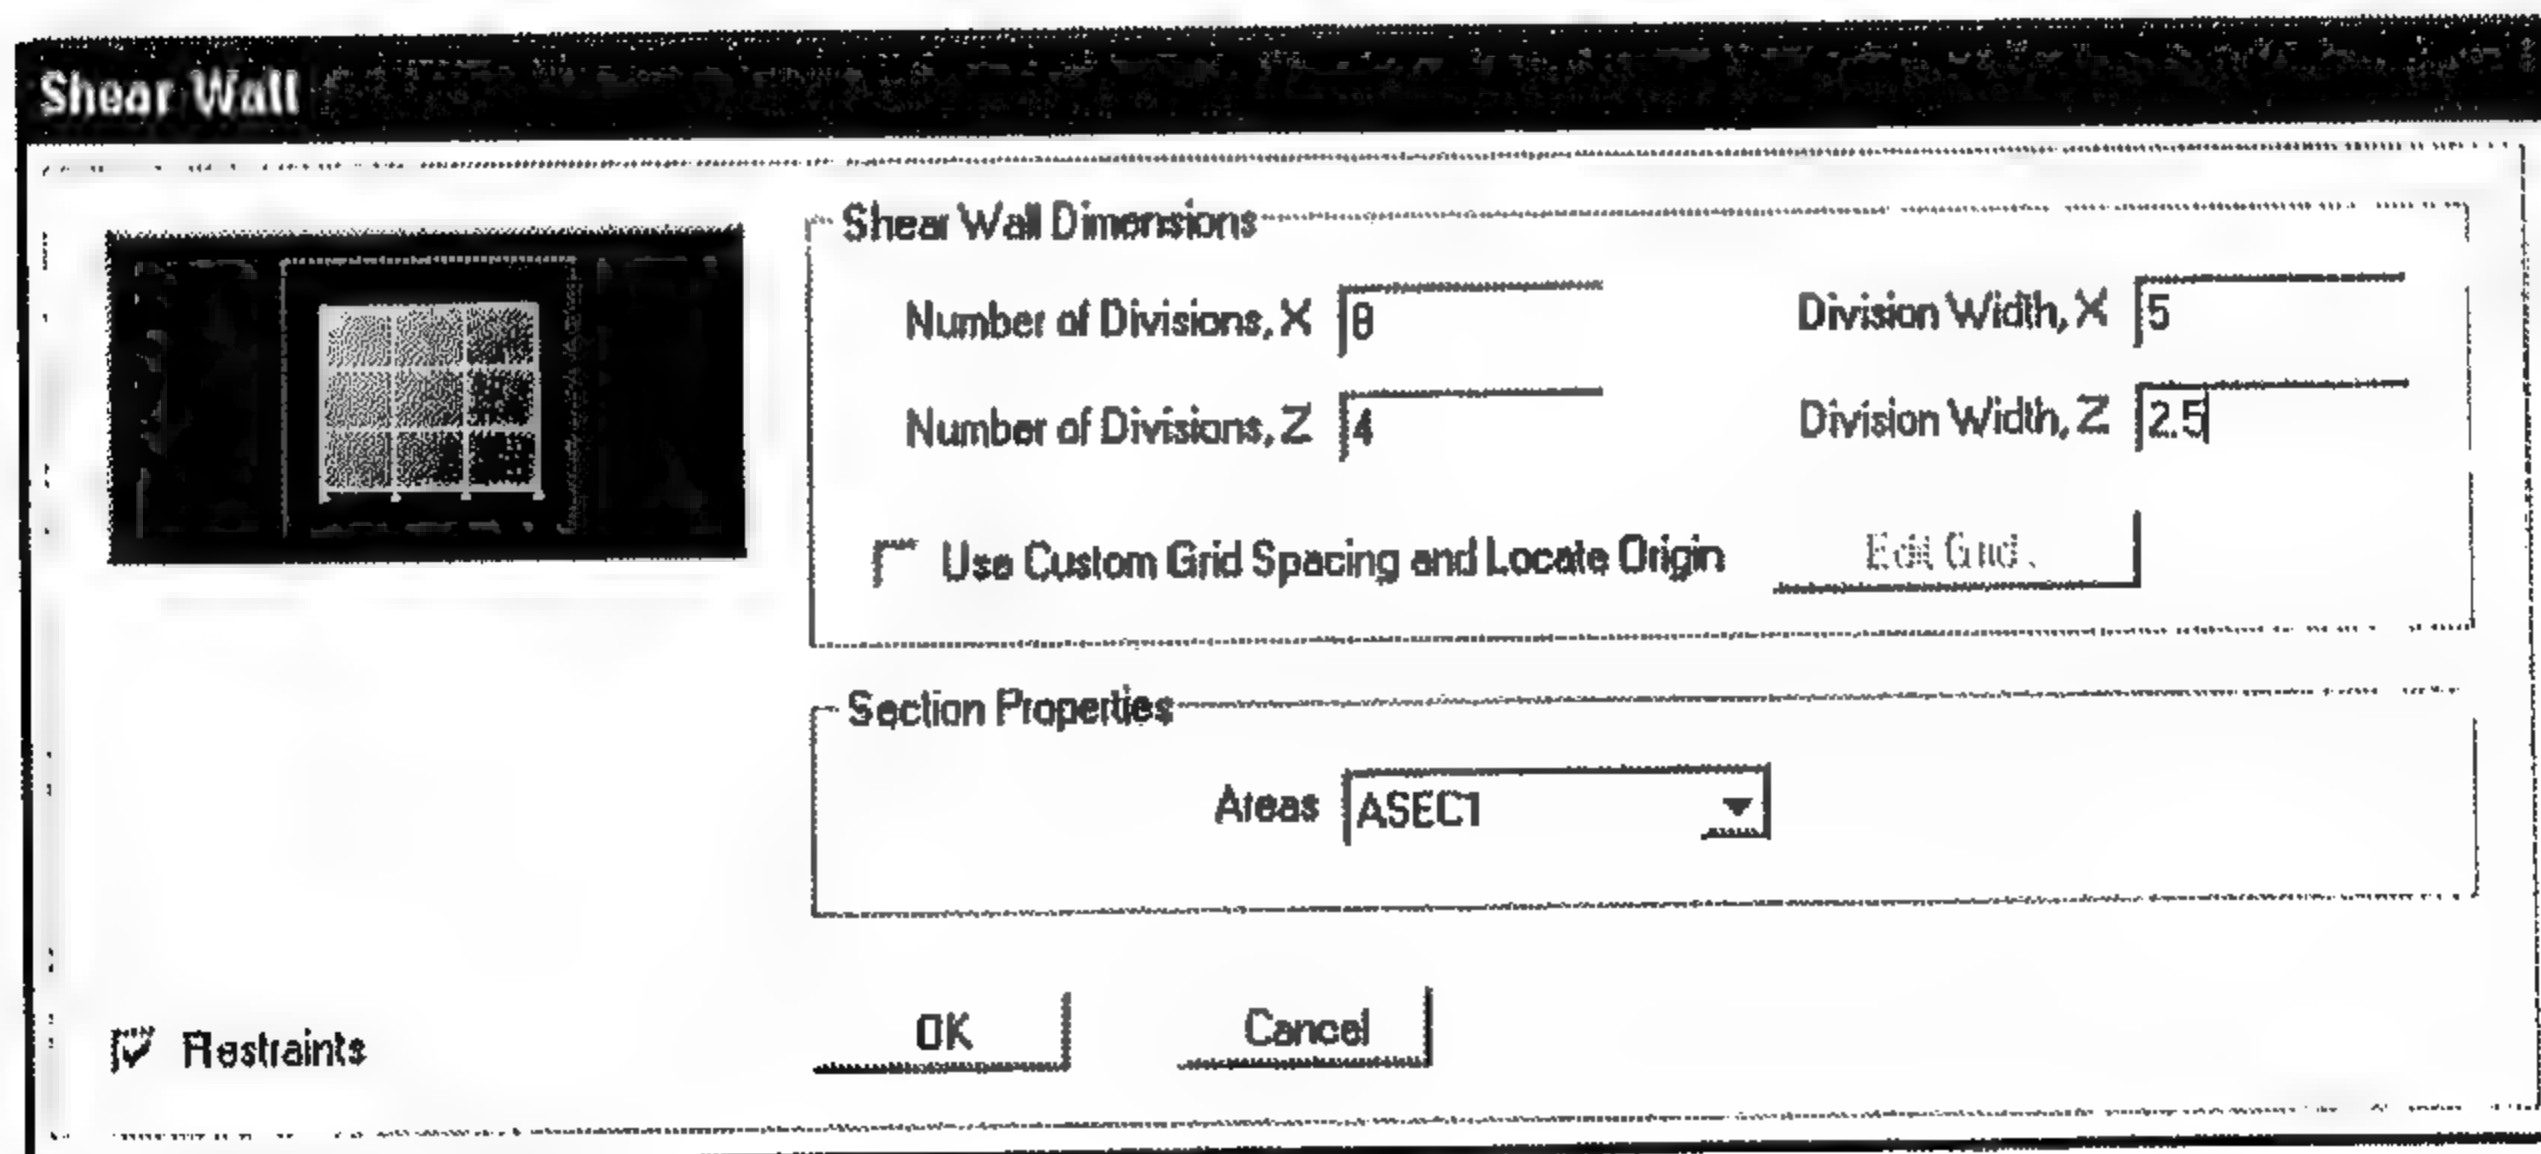 Shear Wall
Shear Wall Dimensions
Number of Divisions, X 8
Division Width, X 5
Number of Divisions, Z 4
Division Width, Z 2.5
Use Custom Grid Spacing and Locate Origin
Edit Grid.
Section Properties
Areas ASEC1
Restraints
OK
Cancel